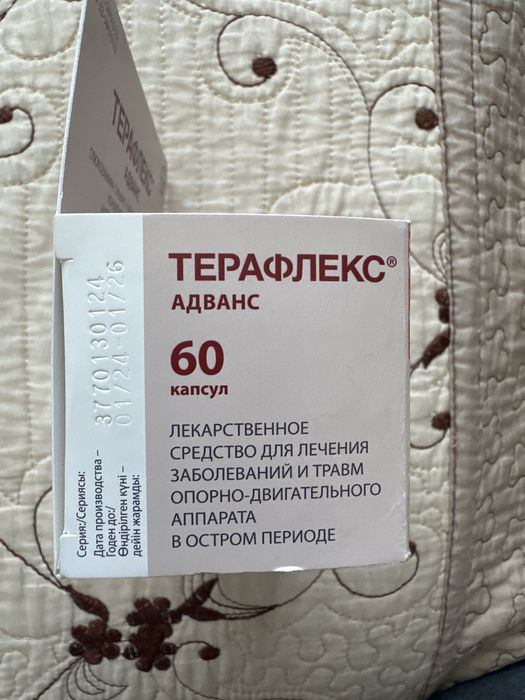 ТЕРАФЛЕКС
АДВАНС
ТЕРАФЛЕКС®
АДВАНС
60
капсул
ЛЕКАРСТВЕННОЕ
СРЕДСТВО ДЛЯ ЛЕЧЕНИЯ
ЗАБОЛЕВАНИЙ И ТРАВМ
ОПОРНО-ДВИГАТЕЛЬНОГО
АППАРАТА
В ОСТРОМ ПЕРИОДЕ
Серия:/Сериясы:
Дата производства –
Годен до:/
Өндірілген күні –
дейін жарамды:
3770130124
01/24-01/26